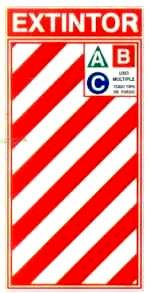 EXTINTOR
A B
C
USO
MULTIPLE
TODO TIPO
DE FUEGO